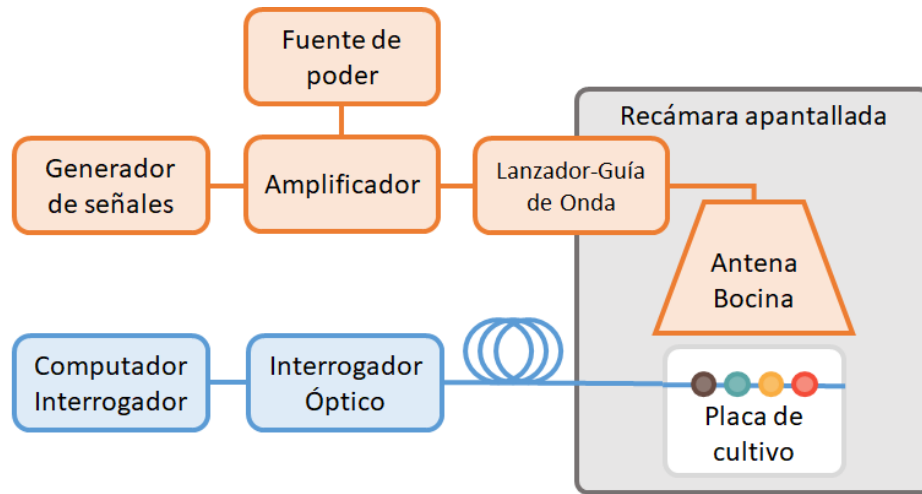 Fuente de
poder
Recámara apantallada
Generador
de señales
Amplificador
Lanzador-Guía
de Onda
Antena
Bocina
Computador
Interrogador
Interrogador
Óptico
Placa de
cultivo